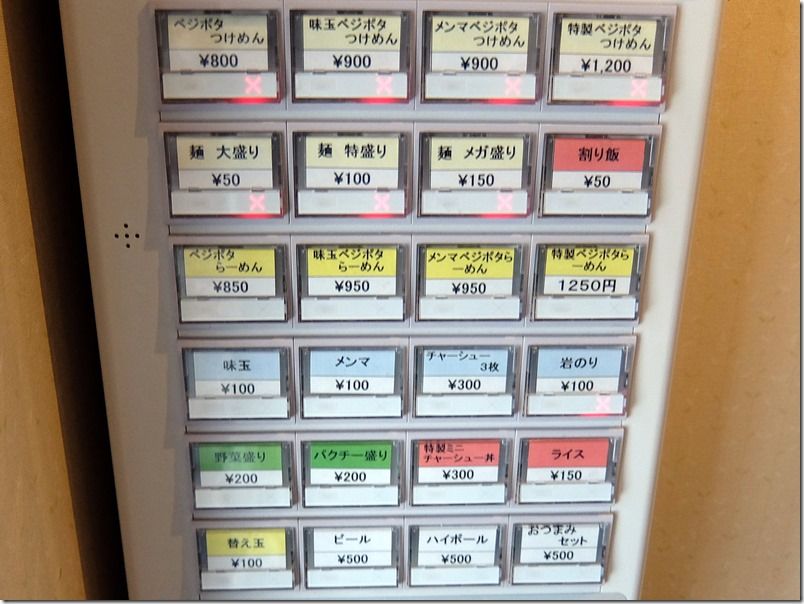 ベジポタ
つけめん
¥800
味玉ベジポタ
つけめん
¥900
メンマベジポタ
つけめん
¥900
特製ベジポタ
つけめん
¥1,200
麺 大盛り
¥50
麺 特盛り
¥100
麺 メガ盛り
¥150
割り飯
¥50
ベジポタ
らーめん
¥850
味玉ベジポタ
らーめん
¥950
メンマベジポタら
ーめん
¥950
特製ベジポタら
ーめん
1250円
味玉
¥100
メンマ
¥100
チャーシュー
3枚
¥300
岩のり
¥100
野菜盛り
¥200
パクチー盛り
¥200
特製ミニ
チャーシュー丼
¥300
ライス
¥150
替え玉
¥100
ビール
¥500
ハイボール
¥500
おつまみ
セット
¥500